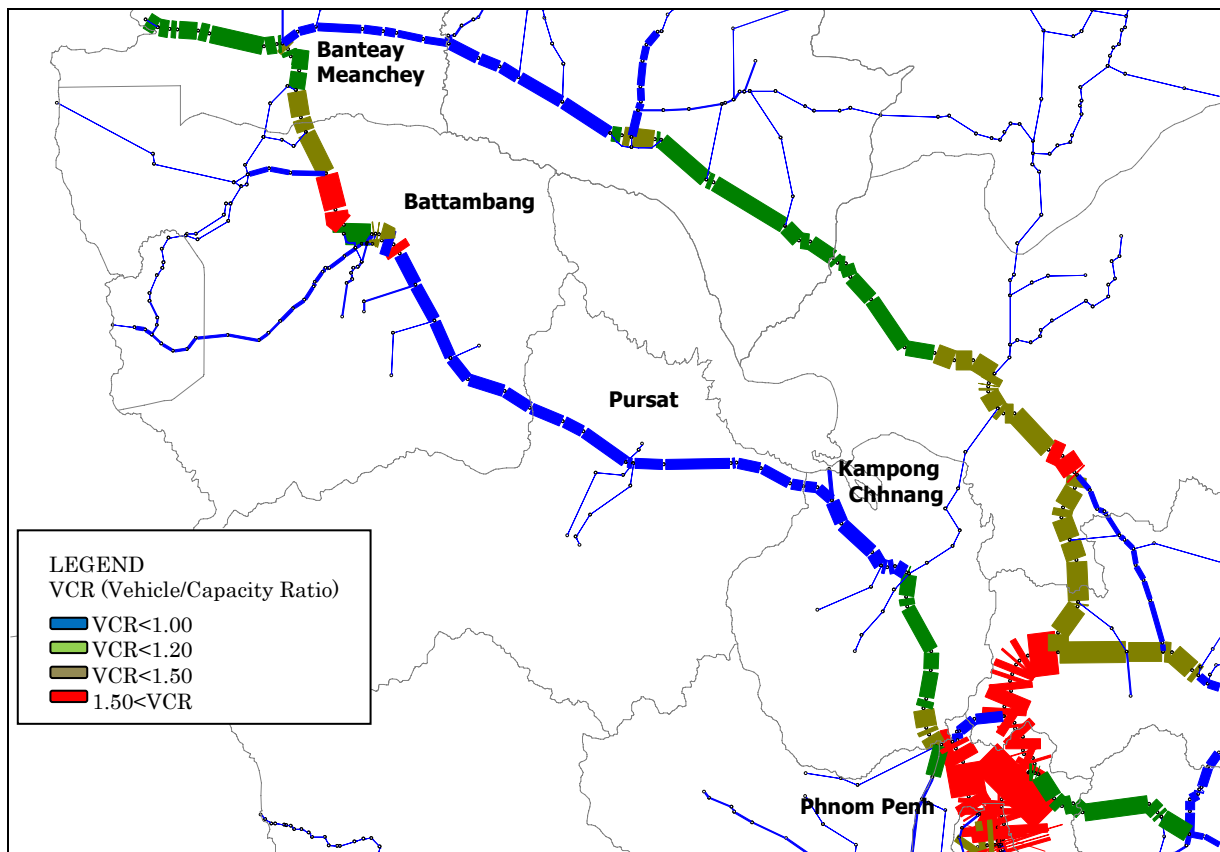 Banteay
Meanchey
Battambang
Pursat
Kampong
Chhnang
LEGEND
VCR (Vehicle/Capacity Ratio)
VCR<1.00
VCR<1.20
VCR<1.50
1.50<VCR
Phnom Penh